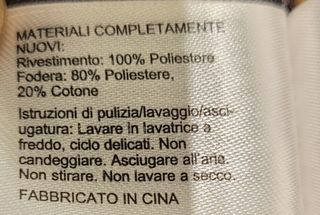 MATERIALI COMPLETAMENTE
NUOVI:
Rivestimento: 100% Poliestere
Fodera: 80% Poliestere,
20% Cotone
Istruzioni di pulizia/lavaggio/asci-
ugatura: Lavare in lavatrice a
freddo, ciclo delicati. Non
candeggiare. Asciugare all'aria.
Non stirare. Non lavare a secco.
FABBRICATO IN CINA